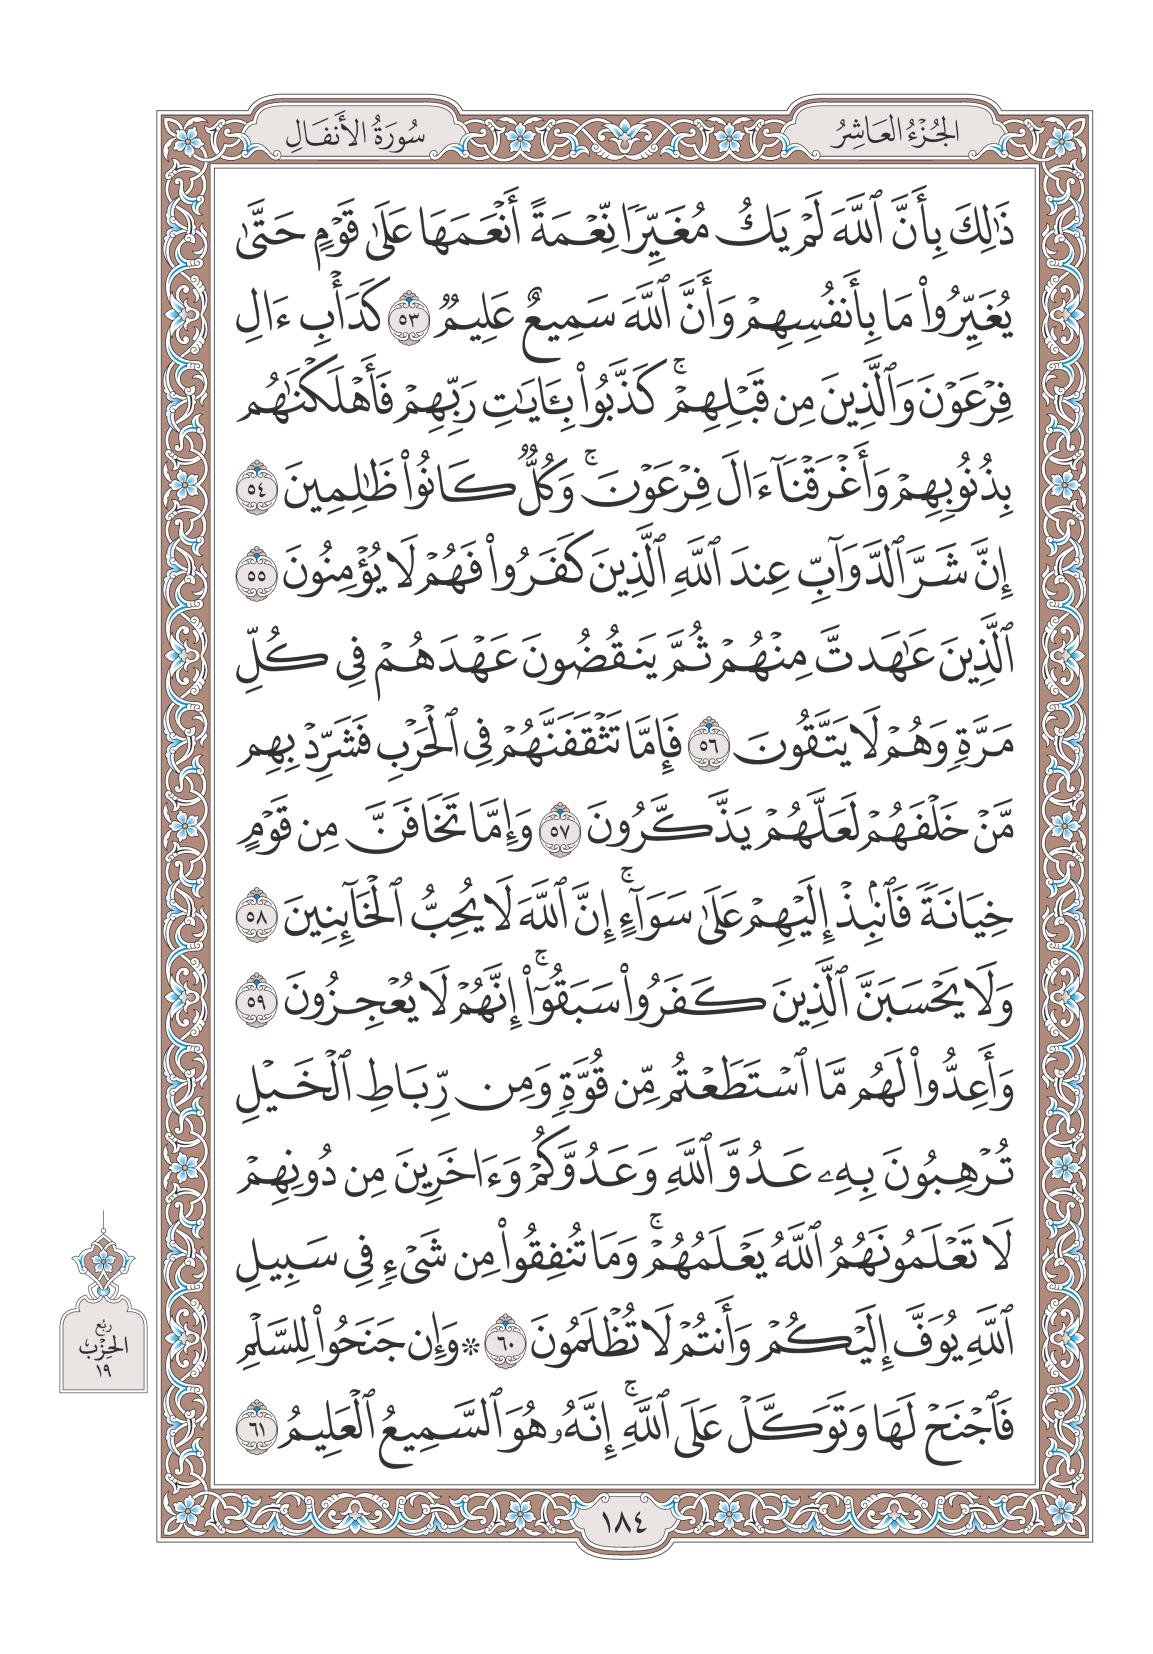 الجُزْءُ العَاشِرُ
سُورَةُ الأَنفَالِ
ذَٰلِكَ بِأَنَّ ٱللَّهَ لَمْ يَكُ مُغَيِّرًا نِّعْمَةً أَنْعَمَهَا عَلَىٰ قَوْمٍ حَتَّىٰ
يُغَيِّرُوا۟ مَا بِأَنفُسِهِمْ وَأَنَّ ٱللَّهَ سَمِيعٌ عَلِيمٌ ٥٣ كَدَأْبِ ءَالِ
فِرْعَوْنَ وَٱلَّذِينَ مِن قَبْلِهِمْ ۚ كَذَّبُوا۟ بِـَٔايَـٰتِ رَبِّهِمْ فَأَهْلَكْنَـٰهُم
بِذُنُوبِهِمْ وَأَغْرَقْنَآ ءَالَ فِرْعَوْنَ ۚ وَكُلٌّ كَانُوا۟ ظَـٰلِمِينَ ٥٤
إِنَّ شَرَّ ٱلدَّوَآبِّ عِندَ ٱللَّهِ ٱلَّذِينَ كَفَرُوا۟ فَهُمْ لَا يُؤْمِنُونَ ٥٥
ٱلَّذِينَ عَـٰهَدتَّ مِنْهُمْ ثُمَّ يَنقُضُونَ عَهْدَهُمْ فِى كُلِّ
مَرَّةٍ وَهُمْ لَا يَتَّقُونَ ٥٦ فَإِمَّا تَثْقَفَنَّهُمْ فِى ٱلْحَرْبِ فَشَرِّدْ بِهِم
مَّنْ خَلْفَهُمْ لَعَلَّهُمْ يَذَّكَّرُونَ ٥٧ وَإِمَّا تَخَافَنَّ مِن قَوْمٍ
خِيَانَةً فَٱنۢبِذْ إِلَيْهِمْ عَلَىٰ سَوَآءٍ ۚ إِنَّ ٱللَّهَ لَا يُحِبُّ ٱلْخَآئِنِينَ ٥٨
وَلَا يَحْسَبَنَّ ٱلَّذِينَ كَفَرُوا۟ سَبَقُوٓا۟ ۚ إِنَّهُمْ لَا يُعْجِزُونَ ٥٩
وَأَعِدُّوا۟ لَهُم مَّا ٱسْتَطَعْتُم مِّن قُوَّةٍ وَمِن رِّبَاطِ ٱلْخَيْلِ
تُرْهِبُونَ بِهِۦ عَدُوَّ ٱللَّهِ وَعَدُوَّكُمْ وَءَاخَرِينَ مِن دُونِهِمْ
لَا تَعْلَمُونَهُمُ ٱللَّهُ يَعْلَمُهُمْ ۚ وَمَا تُنفِقُوا۟ مِن شَىْءٍ فِى سَبِيلِ
ٱللَّهِ يُوَفَّ إِلَيْكُمْ وَأَنتُمْ لَا تُظْلَمُونَ ٦٠ ۞ وَإِن جَنَحُوا۟ لِلسَّلْمِ
فَٱجْنَحْ لَهَا وَتَوَكَّلْ عَلَى ٱللَّهِ ۚ إِنَّهُۥ هُوَ ٱلسَّمِيعُ ٱلْعَلِيمُ ٦١
ربُع
الحِزْب
١٩
١٨٤